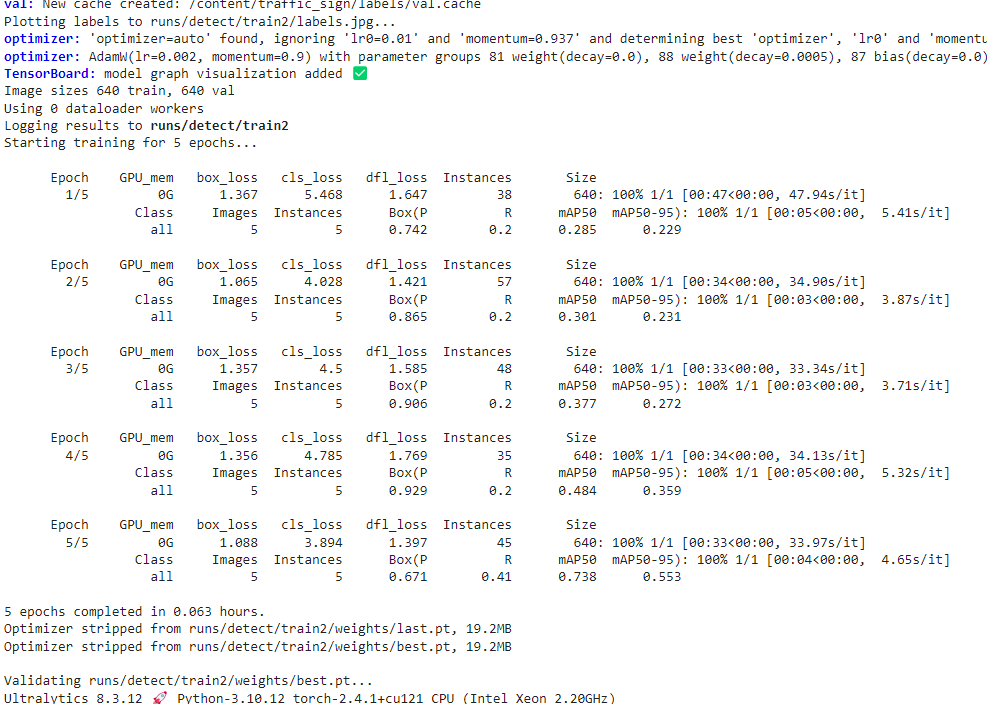 val: New cache created: /content/traffic_sign/labels/val.cache
Plotting labels to runs/detect/train2/labels.jpg...
optimizer: 'optimizer=auto' found, ignoring 'lr0=0.01' and 'momentum=0.937' and determining best 'optimizer', 'lr0' and 'momentu
optimizer: AdamW(lr=0.002, momentum=0.9) with parameter groups 81 weight(decay=0.0), 88 weight(decay=0.0005), 87 bias(decay=0.0)
TensorBoard: model graph visualization added ✅
Image sizes 640 train, 640 val
Using 0 dataloader workers
Logging results to runs/detect/train2
Starting training for 5 epochs...
Epoch GPU_mem box_loss cls_loss dfl_loss Instances Size
1/5 0G 1.367 5.468 1.647 38 640: 100% 1/1 [00:47<00:00, 47.94s/it]
Class Images Instances Box(P R mAP50 mAP50-95): 100% 1/1 [00:05<00:00, 5.41s/it]
all 5 5 0.742 0.2 0.285 0.229
Epoch GPU_mem box_loss cls_loss dfl_loss Instances Size
2/5 0G 1.065 4.028 1.421 57 640: 100% 1/1 [00:34<00:00, 34.90s/it]
Class Images Instances Box(P R mAP50 mAP50-95): 100% 1/1 [00:03<00:00, 3.87s/it]
all 5 5 0.865 0.2 0.301 0.231
Epoch GPU_mem box_loss cls_loss dfl_loss Instances Size
3/5 0G 1.357 4.5 1.585 48 640: 100% 1/1 [00:33<00:00, 33.34s/it]
Class Images Instances Box(P R mAP50 mAP50-95): 100% 1/1 [00:03<00:00, 3.71s/it]
all 5 5 0.906 0.2 0.377 0.272
Epoch GPU_mem box_loss cls_loss dfl_loss Instances Size
4/5 0G 1.356 4.785 1.769 35 640: 100% 1/1 [00:34<00:00, 34.13s/it]
Class Images Instances Box(P R mAP50 mAP50-95): 100% 1/1 [00:05<00:00, 5.32s/it]
all 5 5 0.929 0.2 0.484 0.359
Epoch GPU_mem box_loss cls_loss dfl_loss Instances Size
5/5 0G 1.088 3.894 1.397 45 640: 100% 1/1 [00:33<00:00, 33.97s/it]
Class Images Instances Box(P R mAP50 mAP50-95): 100% 1/1 [00:04<00:00, 4.65s/it]
all 5 5 0.671 0.41 0.738 0.553
5 epochs completed in 0.063 hours.
Optimizer stripped from runs/detect/train2/weights/last.pt, 19.2MB
Optimizer stripped from runs/detect/train2/weights/best.pt, 19.2MB
Validating runs/detect/train2/weights/best.pt...
Ultralytics 8.3.12 🚀 Python-3.10.12 torch-2.4.1+cu121 CPU (Intel Xeon 2.20GHz)